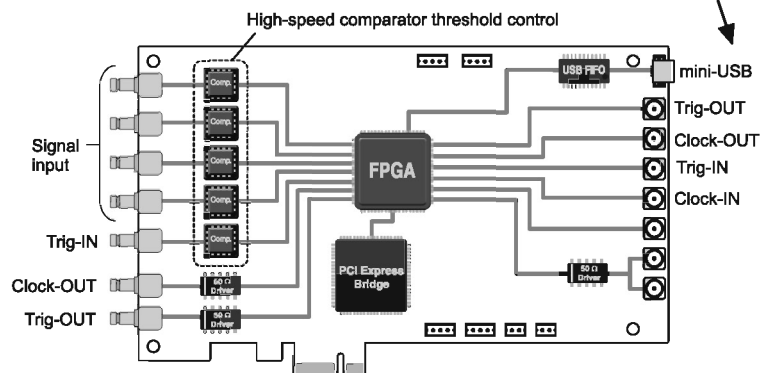 High-speed comparator threshold control
Comp.
Comp.
Comp.
Comp.
Comp.
Signal
input
Trig-IN
Clock-OUT
Trig-OUT
50 Ω
Driver
50 Ω
Driver
FPGA
PCI Express
Bridge
USB FIFO
50 Ω
Driver
mini-USB
Trig-OUT
Clock-OUT
Trig-IN
Clock-IN